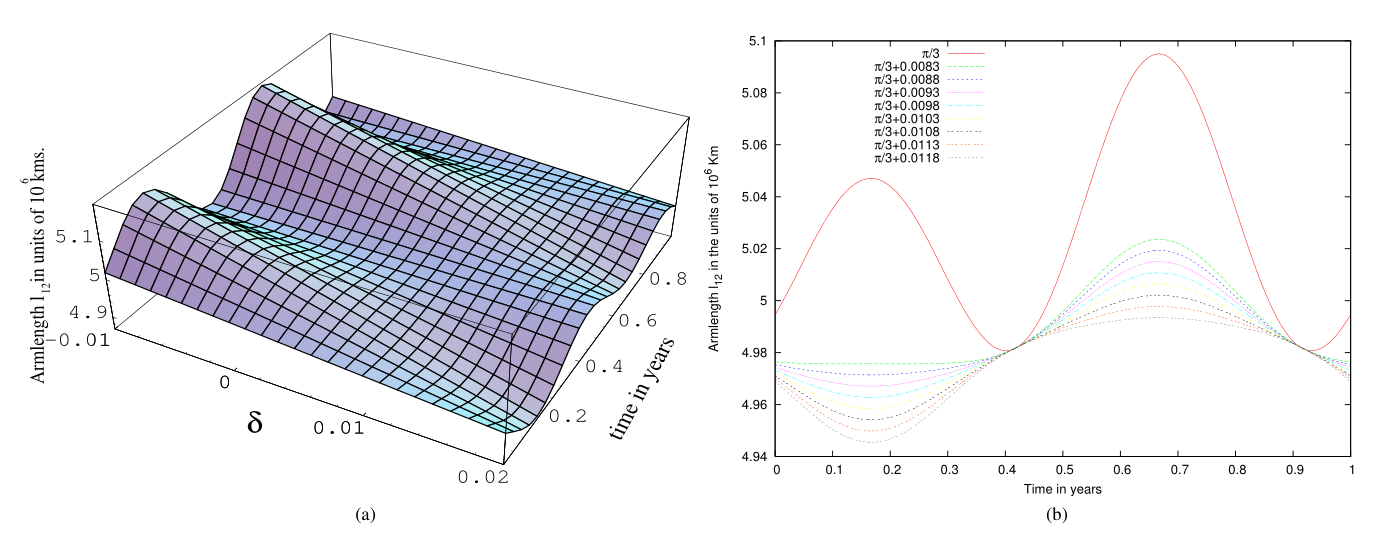 Armlength l12 in units of 10^6 kms.
5.1
5
4.9
−0.01
0
0.01
0.02
δ
0.2
0.4
0.6
0.8
time in years
(a)
Armlength l12 in the units of 10^6 Km
5.1
5.08
5.06
5.04
5.02
5
4.98
4.96
4.94
π/3
π/3+0.0083
π/3+0.0088
π/3+0.0093
π/3+0.0098
π/3+0.0103
π/3+0.0108
π/3+0.0113
π/3+0.0118
0 0.1 0.2 0.3 0.4 0.5 0.6 0.7 0.8 0.9 1
Time in years
(b)